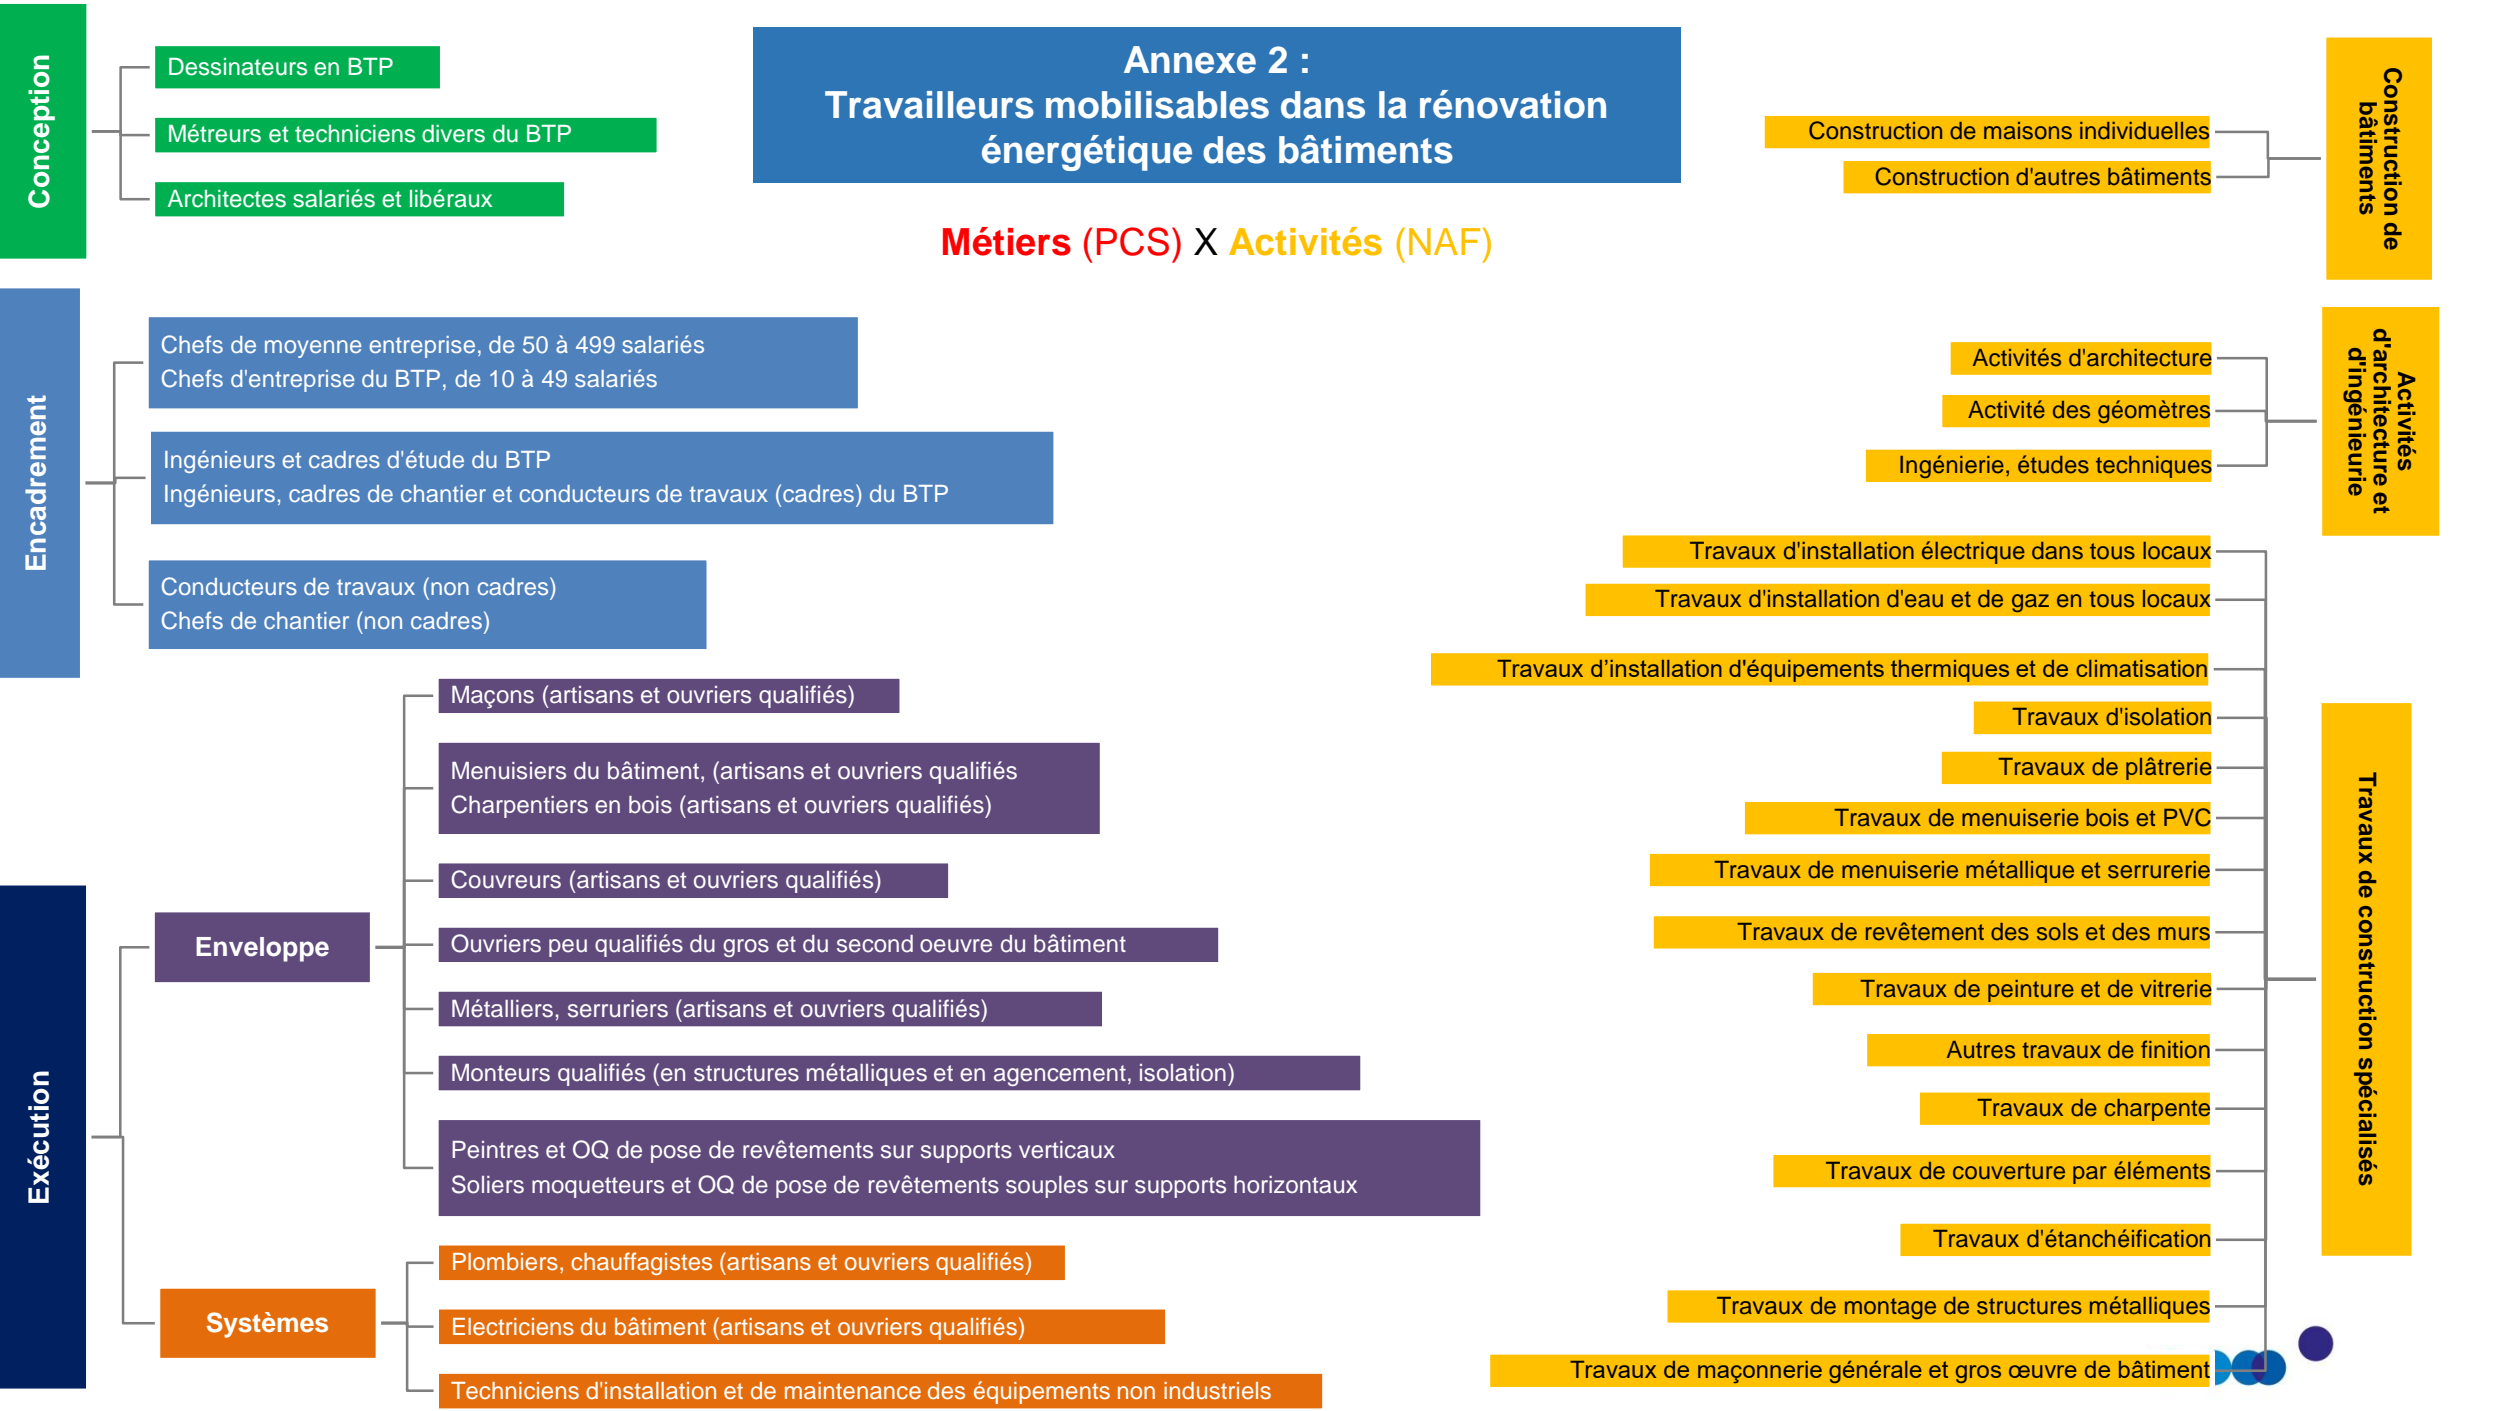 Annexe 2 :
Travailleurs mobilisables dans la rénovation
énergétique des bâtiments
Métiers (PCS) X Activités (NAF)
Conception
Dessinateurs en BTP
Métreurs et techniciens divers du BTP
Architectes salariés et libéraux
Encadrement
Chefs de moyenne entreprise, de 50 à 499 salariés
Chefs d'entreprise du BTP, de 10 à 49 salariés
Ingénieurs et cadres d'étude du BTP
Ingénieurs, cadres de chantier et conducteurs de travaux (cadres) du BTP
Conducteurs de travaux (non cadres)
Chefs de chantier (non cadres)
Exécution
Enveloppe
Maçons (artisans et ouvriers qualifiés)
Menuisiers du bâtiment, (artisans et ouvriers qualifiés
Charpentiers en bois (artisans et ouvriers qualifiés)
Couvreurs (artisans et ouvriers qualifiés)
Ouvriers peu qualifiés du gros et du second oeuvre du bâtiment
Métalliers, serruriers (artisans et ouvriers qualifiés)
Monteurs qualifiés (en structures métalliques et en agencement, isolation)
Peintres et OQ de pose de revêtements sur supports verticaux
Soliers moquetteurs et OQ de pose de revêtements souples sur supports horizontaux
Systèmes
Plombiers, chauffagistes (artisans et ouvriers qualifiés)
Electriciens du bâtiment (artisans et ouvriers qualifiés)
Techniciens d'installation et de maintenance des équipements non industriels
Construction de
bâtiments
Construction de maisons individuelles
Construction d'autres bâtiments
Activités
d'architecture et
d'ingénieurie
Activités d'architecture
Activité des géomètres
Ingénierie, études techniques
Travaux de construction spécialisés
Travaux d'installation électrique dans tous locaux
Travaux d'installation d'eau et de gaz en tous locaux
Travaux d’installation d'équipements thermiques et de climatisation
Travaux d'isolation
Travaux de plâtrerie
Travaux de menuiserie bois et PVC
Travaux de menuiserie métallique et serrurerie
Travaux de revêtement des sols et des murs
Travaux de peinture et de vitrerie
Autres travaux de finition
Travaux de charpente
Travaux de couverture par éléments
Travaux d'étanchéification
Travaux de montage de structures métalliques
Travaux de maçonnerie générale et gros œuvre de bâtiment